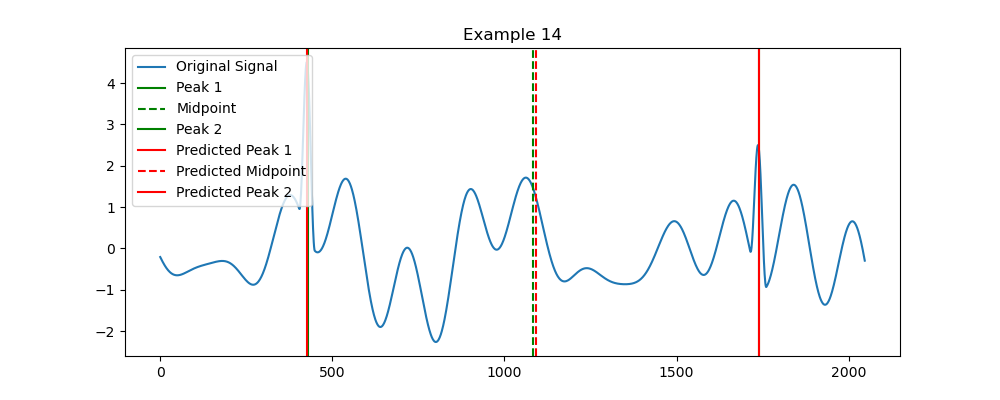 Example 14
Original Signal
Peak 1
Midpoint
Peak 2
Predicted Peak 1
Predicted Midpoint
Predicted Peak 2
4
3
2
1
0
−1
−2
0 500 1000 1500 2000